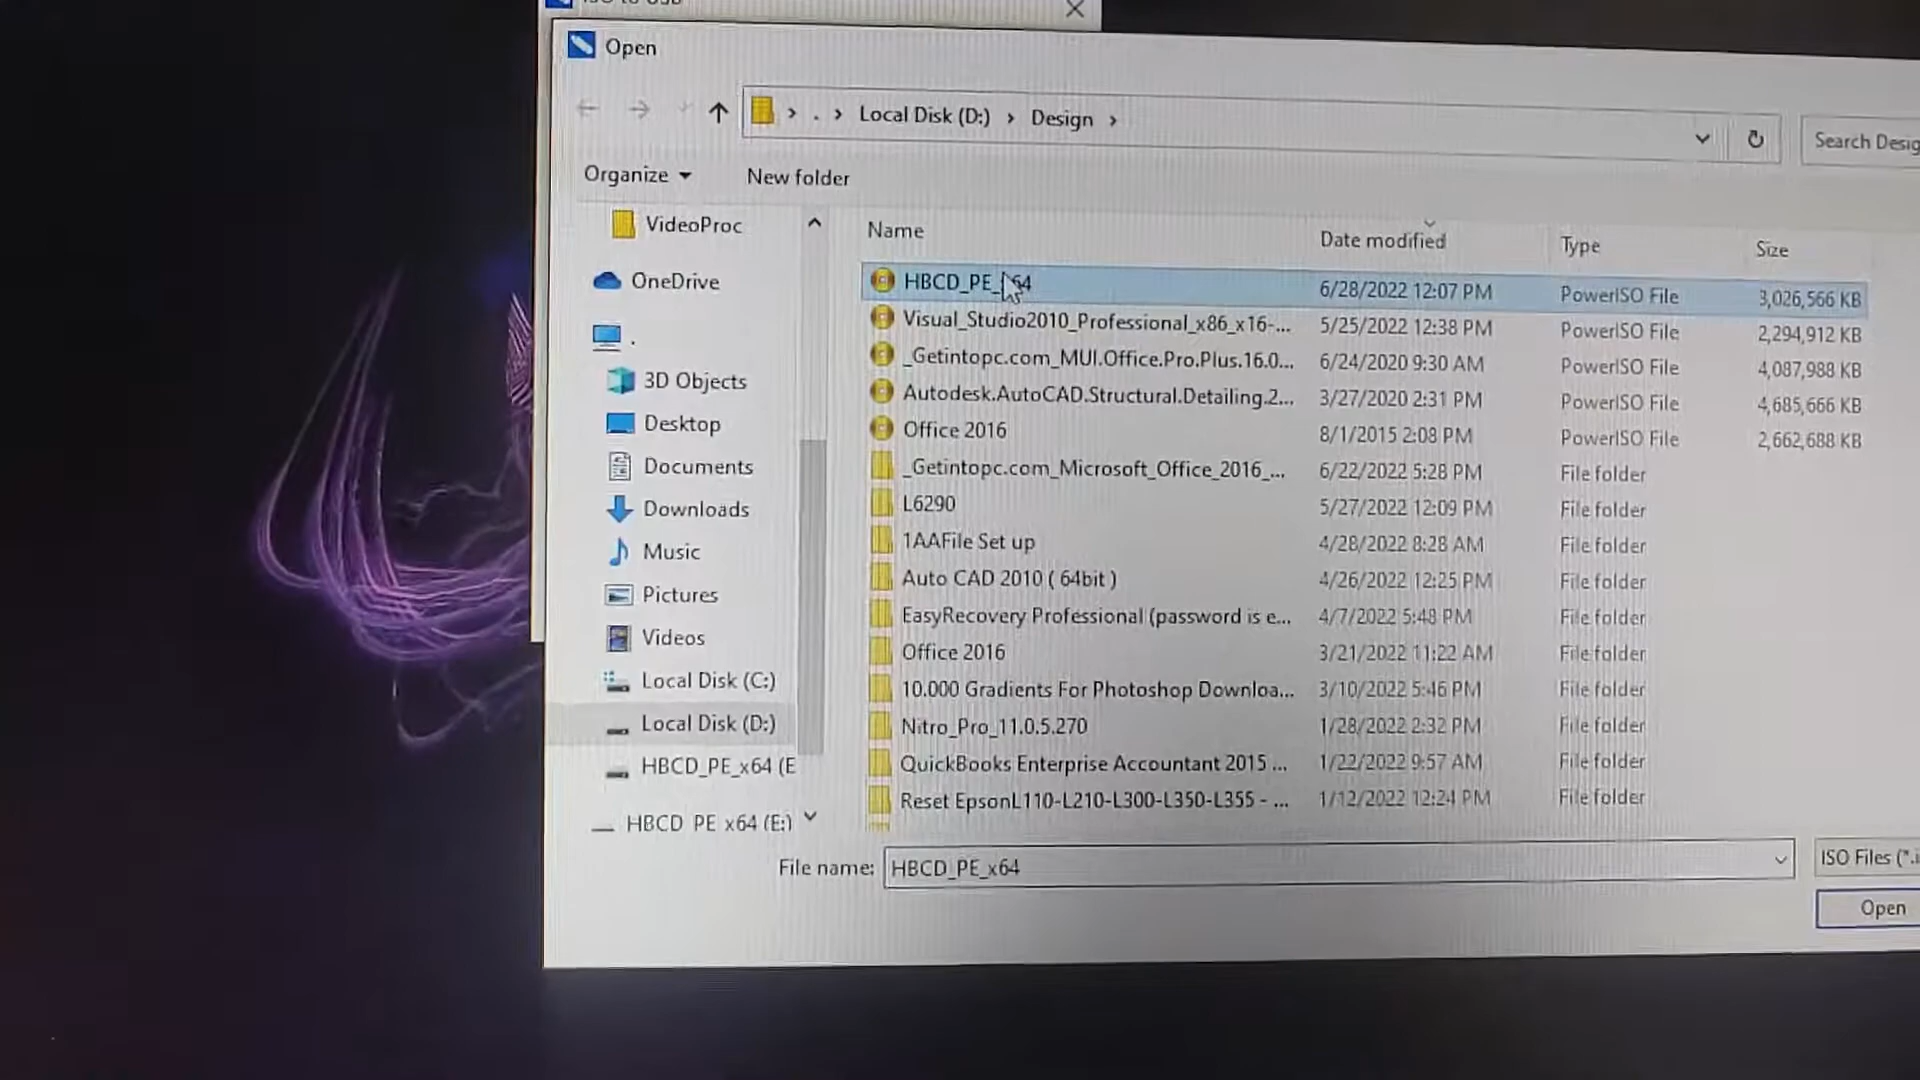 ISO to USB
Open
. Local Disk (D:) Design
Search Desig
Organize
New folder
Name Date modified Type Size
VideoProc
OneDrive
.
3D Objects
Desktop
Documents
Downloads
Music
Pictures
Videos
Local Disk (C:)
Local Disk (D:)
HBCD_PE_x64 (E
HBCD_PE_x64 (E:)
HBCD_PE_x64 6/28/2022 12:07 PM PowerISO File 3,026,566 KB
Visual_Studio2010_Professional_x86_x16-... 5/25/2022 12:38 PM PowerISO File 2,294,912 KB
_Getintopc.com_MUI.Office.Pro.Plus.16.0... 6/24/2020 9:30 AM PowerISO File 4,087,988 KB
Autodesk.AutoCAD.Structural.Detailing.2... 3/27/2020 2:31 PM PowerISO File 4,685,666 KB
Office 2016 8/1/2015 2:08 PM PowerISO File 2,662,688 KB
_Getintopc.com_Microsoft_Office_2016_... 6/22/2022 5:28 PM File folder
L6290 5/27/2022 12:09 PM File folder
1AAFile Set up 4/28/2022 8:28 AM File folder
Auto CAD 2010 ( 64bit ) 4/26/2022 12:25 PM File folder
EasyRecovery Professional (password is e... 4/7/2022 5:48 PM File folder
Office 2016 3/21/2022 11:22 AM File folder
10.000 Gradients For Photoshop Downloa... 3/10/2022 5:46 PM File folder
Nitro_Pro_11.0.5.270 1/28/2022 2:32 PM File folder
QuickBooks Enterprise Accountant 2015 ... 1/22/2022 9:57 AM File folder
Reset EpsonL110-L210-L300-L350-L355 - ... 1/12/2022 12:24 PM File folder
File name: HBCD_PE_x64
ISO Files (*.i
Open